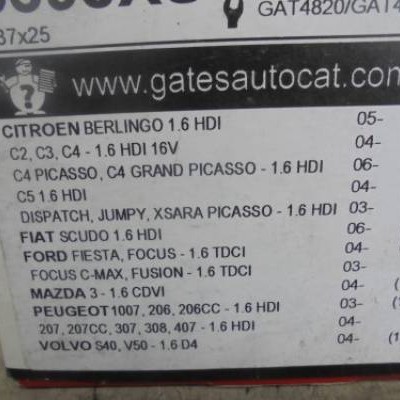 GAT4820/GAT4
37x25
?
www.gatesautocat.com
CITROEN BERLINGO 1.6 HDI 05-
C2, C3, C4 - 1.6 HDI 16V 04-
C4 PICASSO, C4 GRAND PICASSO - 1.6 HDI 06-
C5 1.6 HDI 04-
DISPATCH, JUMPY, XSARA PICASSO - 1.6 HDI 03-
FIAT SCUDO 1.6 HDI 06-
FORD FIESTA, FOCUS - 1.6 TDCI 04-
FOCUS C-MAX, FUSION - 1.6 TDCI 03-
MAZDA 3 - 1.6 CDVI 04- (
PEUGEOT 1007, 206, 206CC - 1.6 HDI 03- (
207, 207CC, 307, 308, 407 - 1.6 HDI 04-
VOLVO S40, V50 - 1.6 D4 04- (1